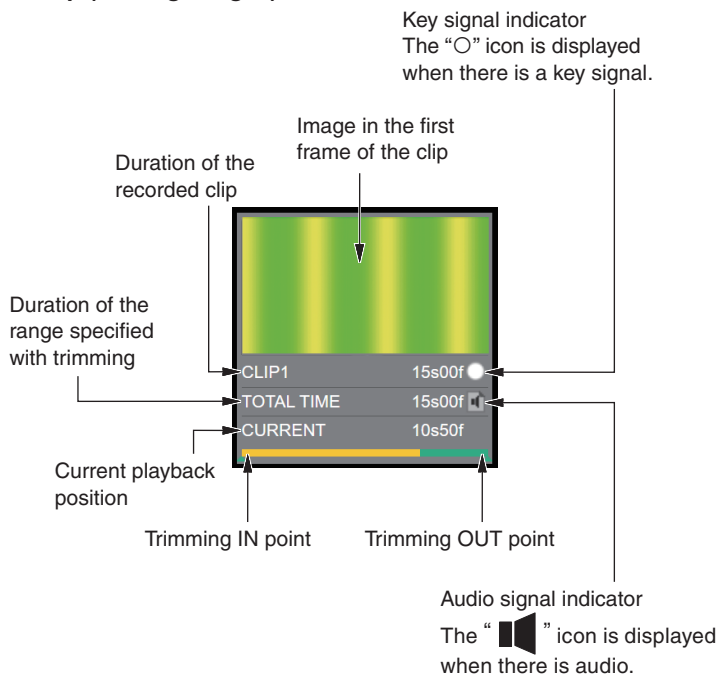 Key signal indicator
The “○” icon is displayed
when there is a key signal.
Image in the first
frame of the clip
Duration of the
recorded clip
Duration of the
range specified
with trimming
CLIP1 15s00f
TOTAL TIME 15s00f
CURRENT 10s50f
Current playback
position
Trimming IN point
Trimming OUT point
Audio signal indicator
The “ ” icon is displayed
when there is audio.